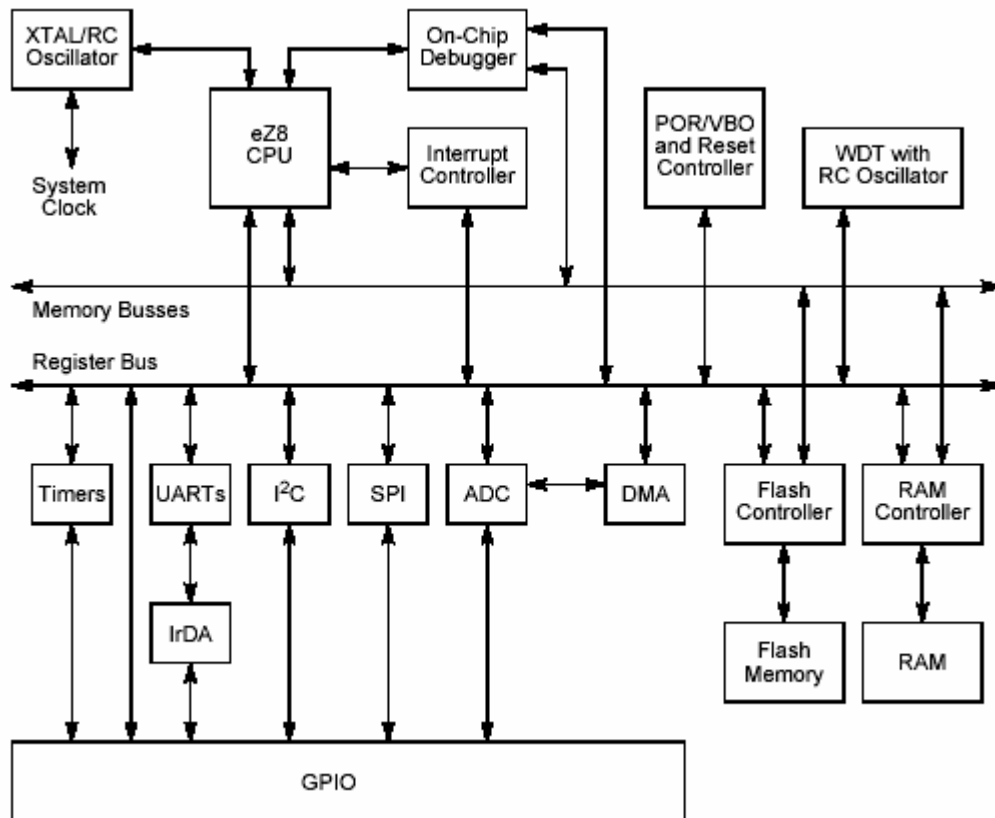 XTAL/RC
Oscillator
On-Chip
Debugger
eZ8
CPU
Interrupt
Controller
POR/VBO
and Reset
Controller
WDT with
RC Oscillator
System
Clock
Memory Busses
Register Bus
Timers
UARTs
I²C
SPI
ADC
DMA
Flash
Controller
RAM
Controller
IrDA
Flash
Memory
RAM
GPIO